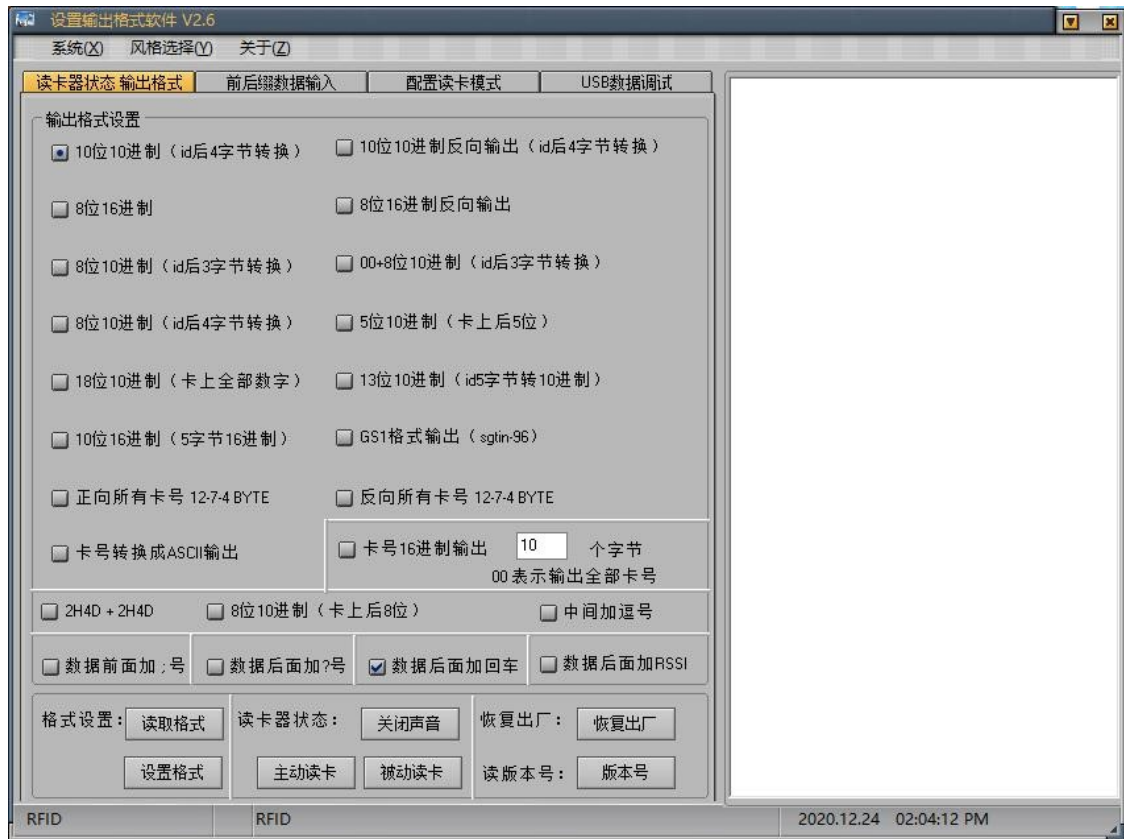 设置输出格式软件 V2.6
系统(X) 风格选择(Y) 关于(Z)
读卡器状态 输出格式 前后缀数据输入 配置读卡模式 USB数据调试
输出格式设置
10位10进制（id后4字节转换） 10位10进制反向输出（id后4字节转换）
8位16进制 8位16进制反向输出
8位10进制（id后3字节转换） 00+8位10进制（id后3字节转换）
8位10进制（id后4字节转换） 5位10进制（卡上后5位）
18位10进制（卡上全部数字） 13位10进制（id5字节转10进制）
10位16进制（5字节16进制） GS1格式输出（sgtin-96）
正向所有卡号 12-7-4 BYTE 反向所有卡号 12-7-4 BYTE
卡号转换成ASCII输出 卡号16进制输出 10 个字节
00表示输出全部卡号
2H4D + 2H4D 8位10进制（卡上后8位） 中间加逗号
数据前面加 ; 号 数据后面加?号 数据后面加回车 数据后面加RSSI
格式设置： 读取格式 读卡器状态： 关闭声音 恢复出厂： 恢复出厂
设置格式 主动读卡 被动读卡 读版本号： 版本号
RFID RFID 2020.12.24 02:04:12 PM